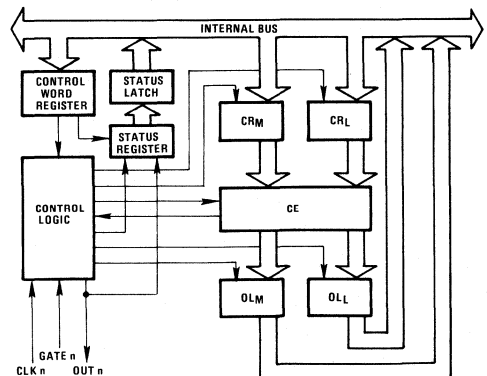 INTERNAL BUS
CONTROL
WORD
REGISTER
STATUS
LATCH
CRM
CRL
STATUS
REGISTER
CONTROL
LOGIC
CE
OLM
OLL
GATE n
CLK n
OUT n